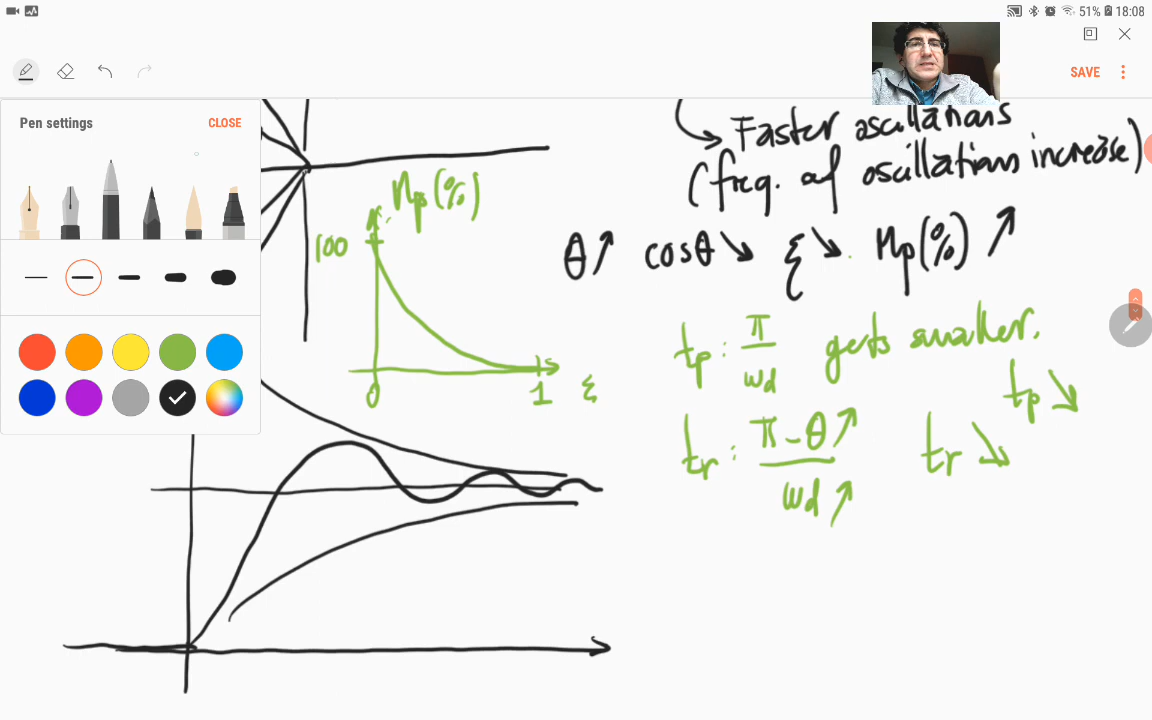 51% 18:08
SAVE
Pen settings CLOSE
Faster oscillations
(freq. of oscillations increase)
Mp(%)
100
θ↗ cosθ↘ ξ↘ Mp(%) ↗
tp: π/ωd gets smaller.
tp↘
0 1 ξ
tr: π-θ↗/ωd↗ tr↘